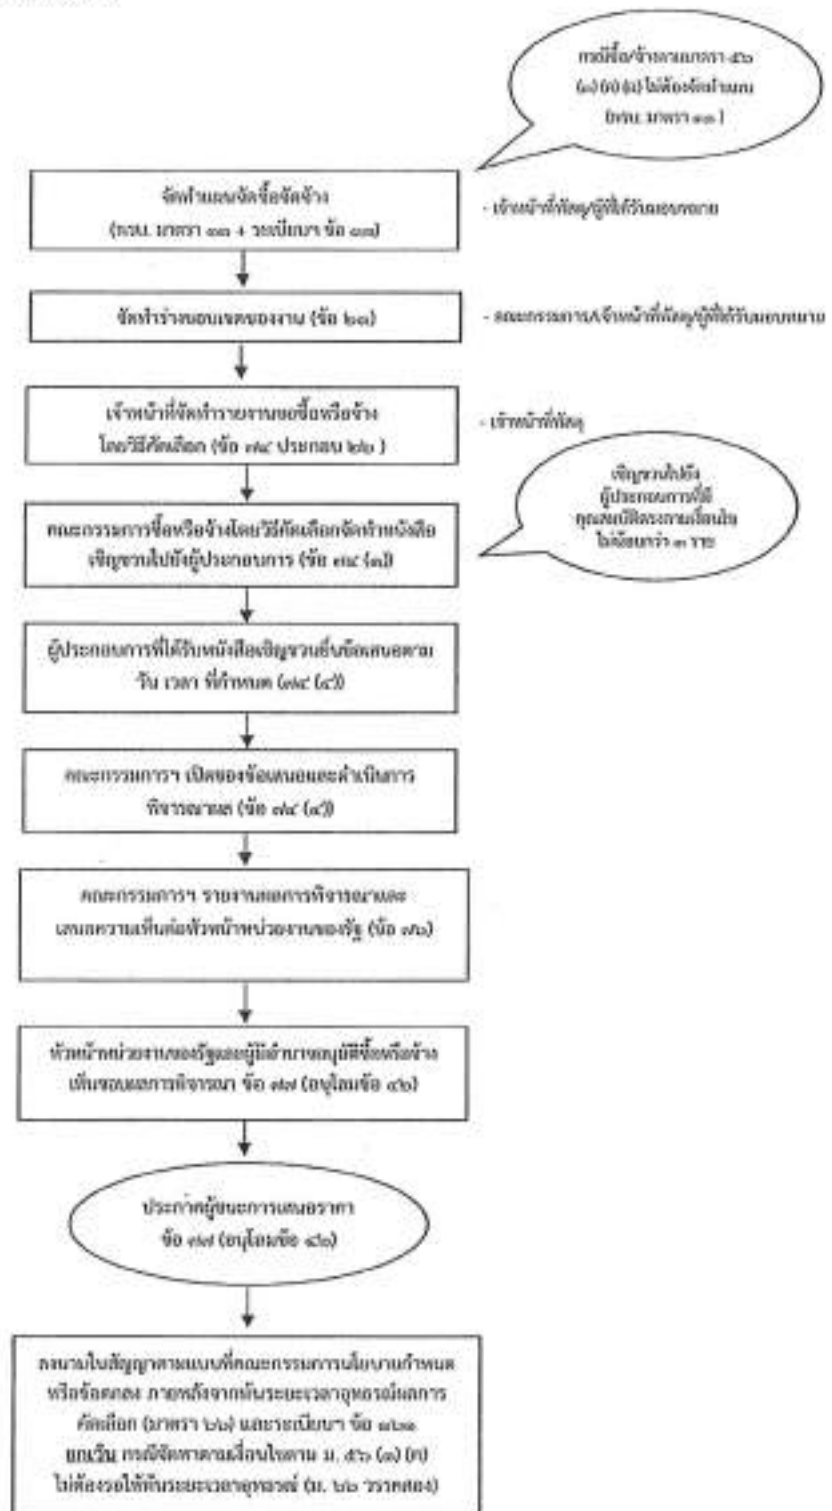 กรณีซื้อ/จ้างตามมาตรา ๕๖
(๑) (ค) (ฉ) ไม่ต้องจัดทำแผน
(พรบ. มาตรา ๑๑ )
จัดทำแผนจัดซื้อจัดจ้าง
(พรบ. มาตรา ๑๑ + ระเบียบฯ ข้อ ๑๑)
- เจ้าหน้าที่พัสดุ/ผู้ที่ได้รับมอบหมาย
จัดทำร่างขอบเขตของงาน (ข้อ ๒๑)
- คณะกรรมการ/เจ้าหน้าที่พัสดุ/ผู้ที่ได้รับมอบหมาย
เจ้าหน้าที่จัดทำรายงานขอซื้อหรือจ้าง
โดยวิธีคัดเลือก (ข้อ ๗๔ ประกอบ ๒๒ )
- เจ้าหน้าที่พัสดุ
เชิญชวนไปยัง
ผู้ประกอบการที่มี
คุณสมบัติตรงตามเงื่อนไข
ไม่น้อยกว่า ๓ ราย
คณะกรรมการซื้อหรือจ้างโดยวิธีคัดเลือกจัดทำหนังสือ
เชิญชวนไปยังผู้ประกอบการ (ข้อ ๗๔ (๑))
ผู้ประกอบการที่ได้รับหนังสือเชิญชวนยื่นข้อเสนอตาม
วัน เวลา ที่กำหนด (๗๔ (๔))
คณะกรรมการฯ เปิดซองข้อเสนอและดำเนินการ
พิจารณาผล (ข้อ ๗๔ (๔))
คณะกรรมการฯ รายงานผลการพิจารณาและ
เสนอความเห็นต่อหัวหน้าหน่วยงานของรัฐ (ข้อ ๗๖)
หัวหน้าหน่วยงานของรัฐและผู้มีอำนาจอนุมัติซื้อหรือจ้าง
เห็นชอบผลการพิจารณา ข้อ ๗๗ (อนุโลมข้อ ๔๒)
ประกาศผู้ชนะการเสนอราคา
ข้อ ๗๗ (อนุโลมข้อ ๔๒)
ลงนามในสัญญาตามแบบที่คณะกรรมการนโยบายกำหนด
หรือข้อตกลง ภายหลังจากพ้นระยะเวลาอุทธรณ์ผลการ
คัดเลือก (มาตรา ๖๖) และระเบียบฯ ข้อ ๑๖๑
ยกเว้น กรณีจัดหาตามเงื่อนไขตาม ม. ๕๖ (๑) (ค)
ไม่ต้องรอให้พ้นระยะเวลาอุทธรณ์ (ม. ๖๖ วรรคสอง)